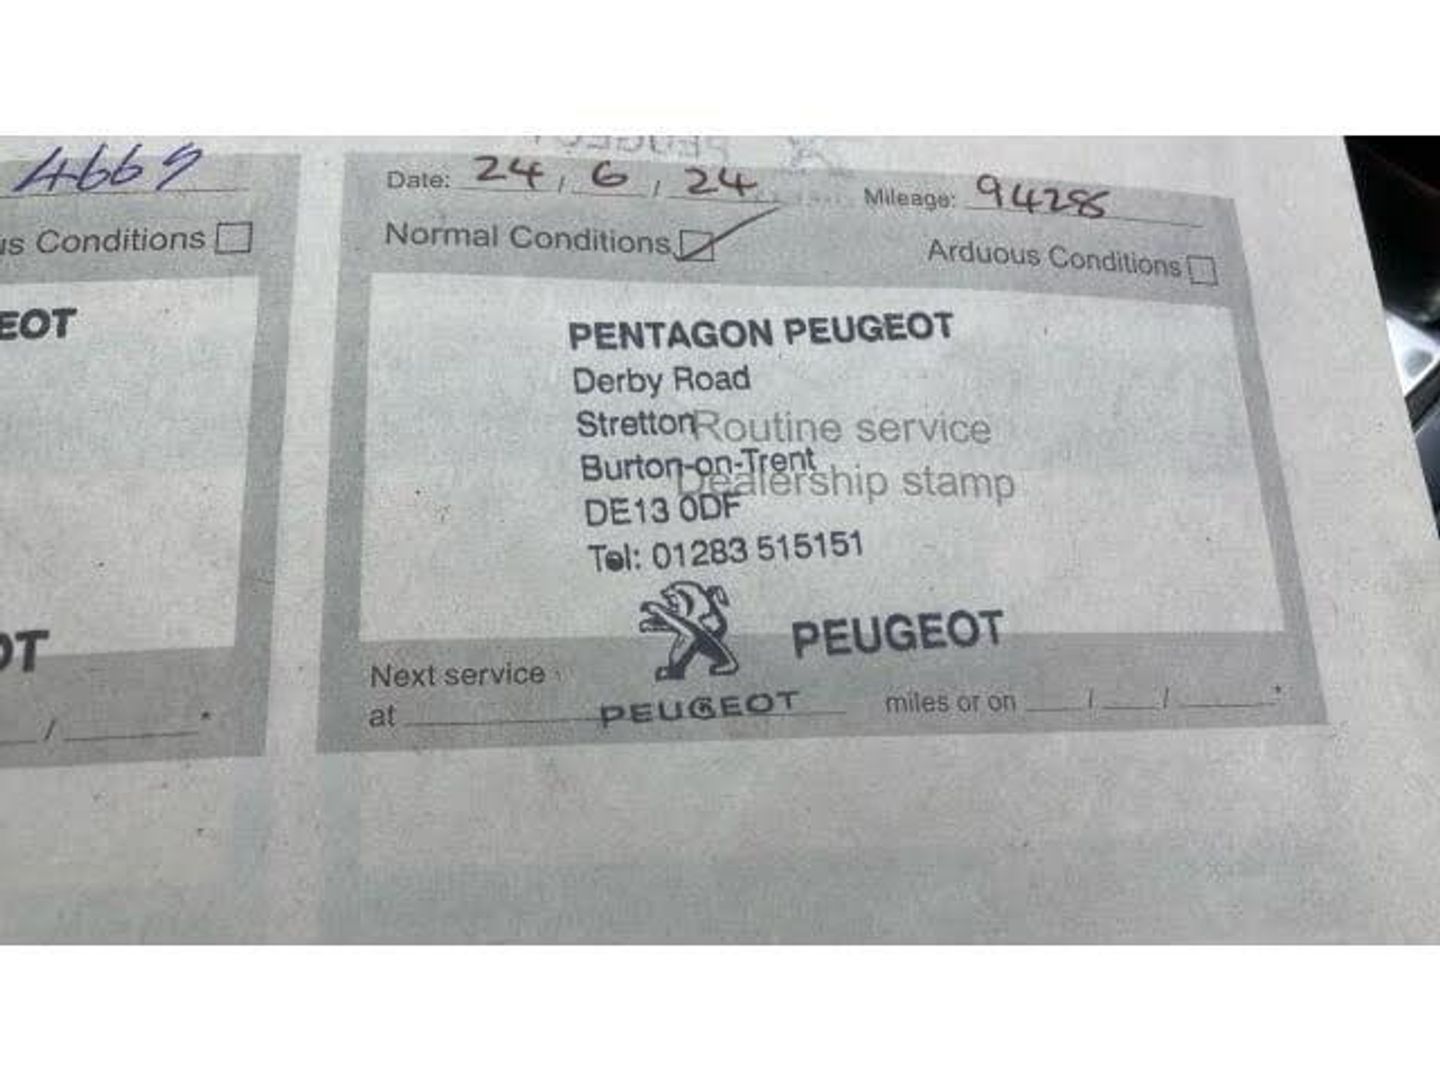 4669
us Conditions
EOT
OT
/ *
Date: 24 / 6 / 24 Mileage: 94288
Normal Conditions Arduous Conditions
PENTAGON PEUGEOT
Derby Road
Stretton Routine service
Burton-on-Trent
Dealership stamp
DE13 0DF
Tel: 01283 515151
PEUGEOT
Next service
at PEUGEOT miles or on / / *